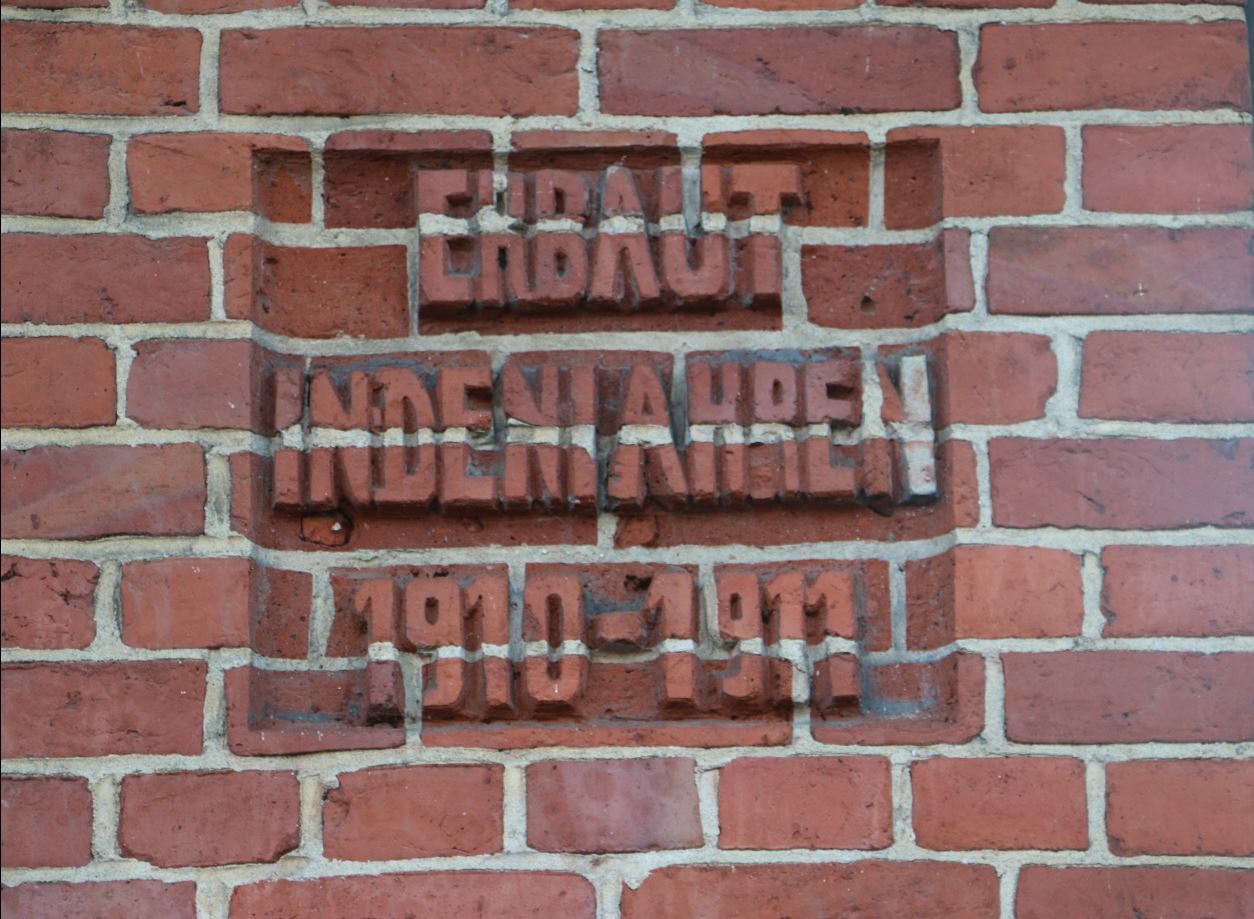 ERBAUT
IN DEN JAHREN
1910-1911